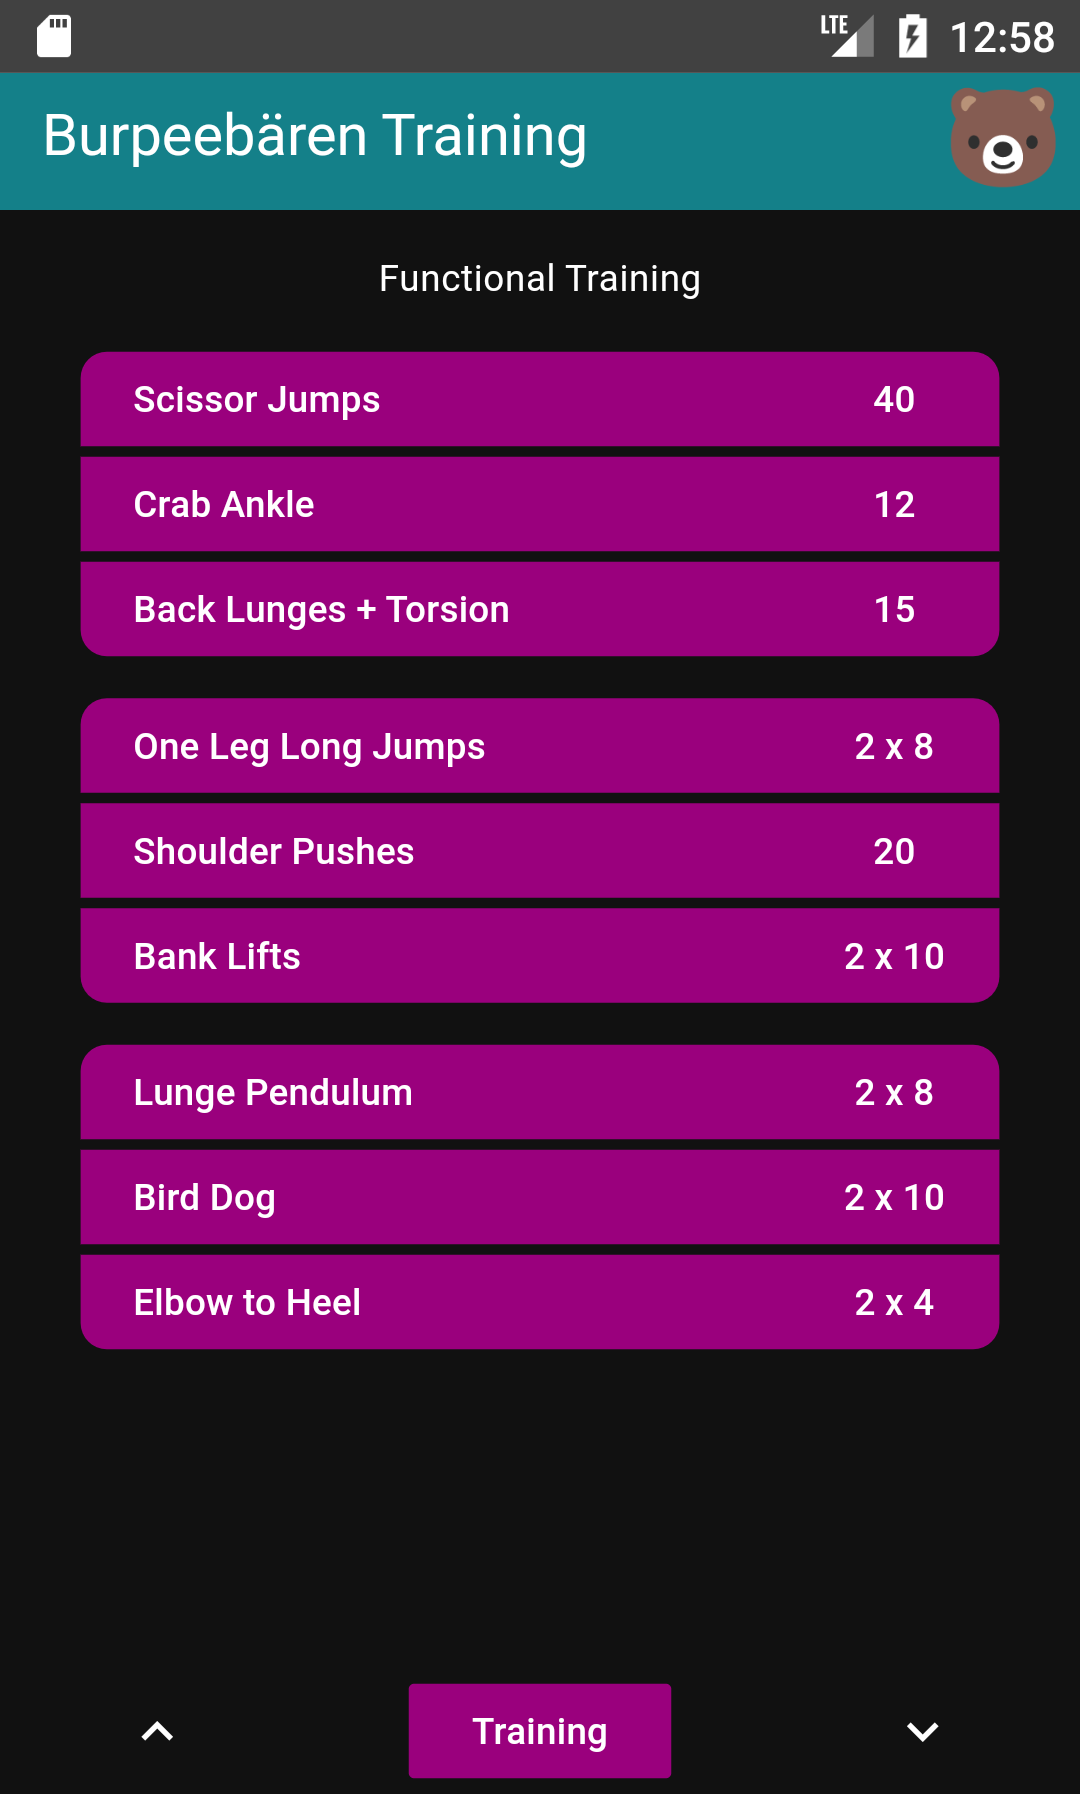 LTE 12:58
Burpeebären Training
Functional Training
Scissor Jumps 40
Crab Ankle 12
Back Lunges + Torsion 15
One Leg Long Jumps 2 x 8
Shoulder Pushes 20
Bank Lifts 2 x 10
Lunge Pendulum 2 x 8
Bird Dog 2 x 10
Elbow to Heel 2 x 4
Training